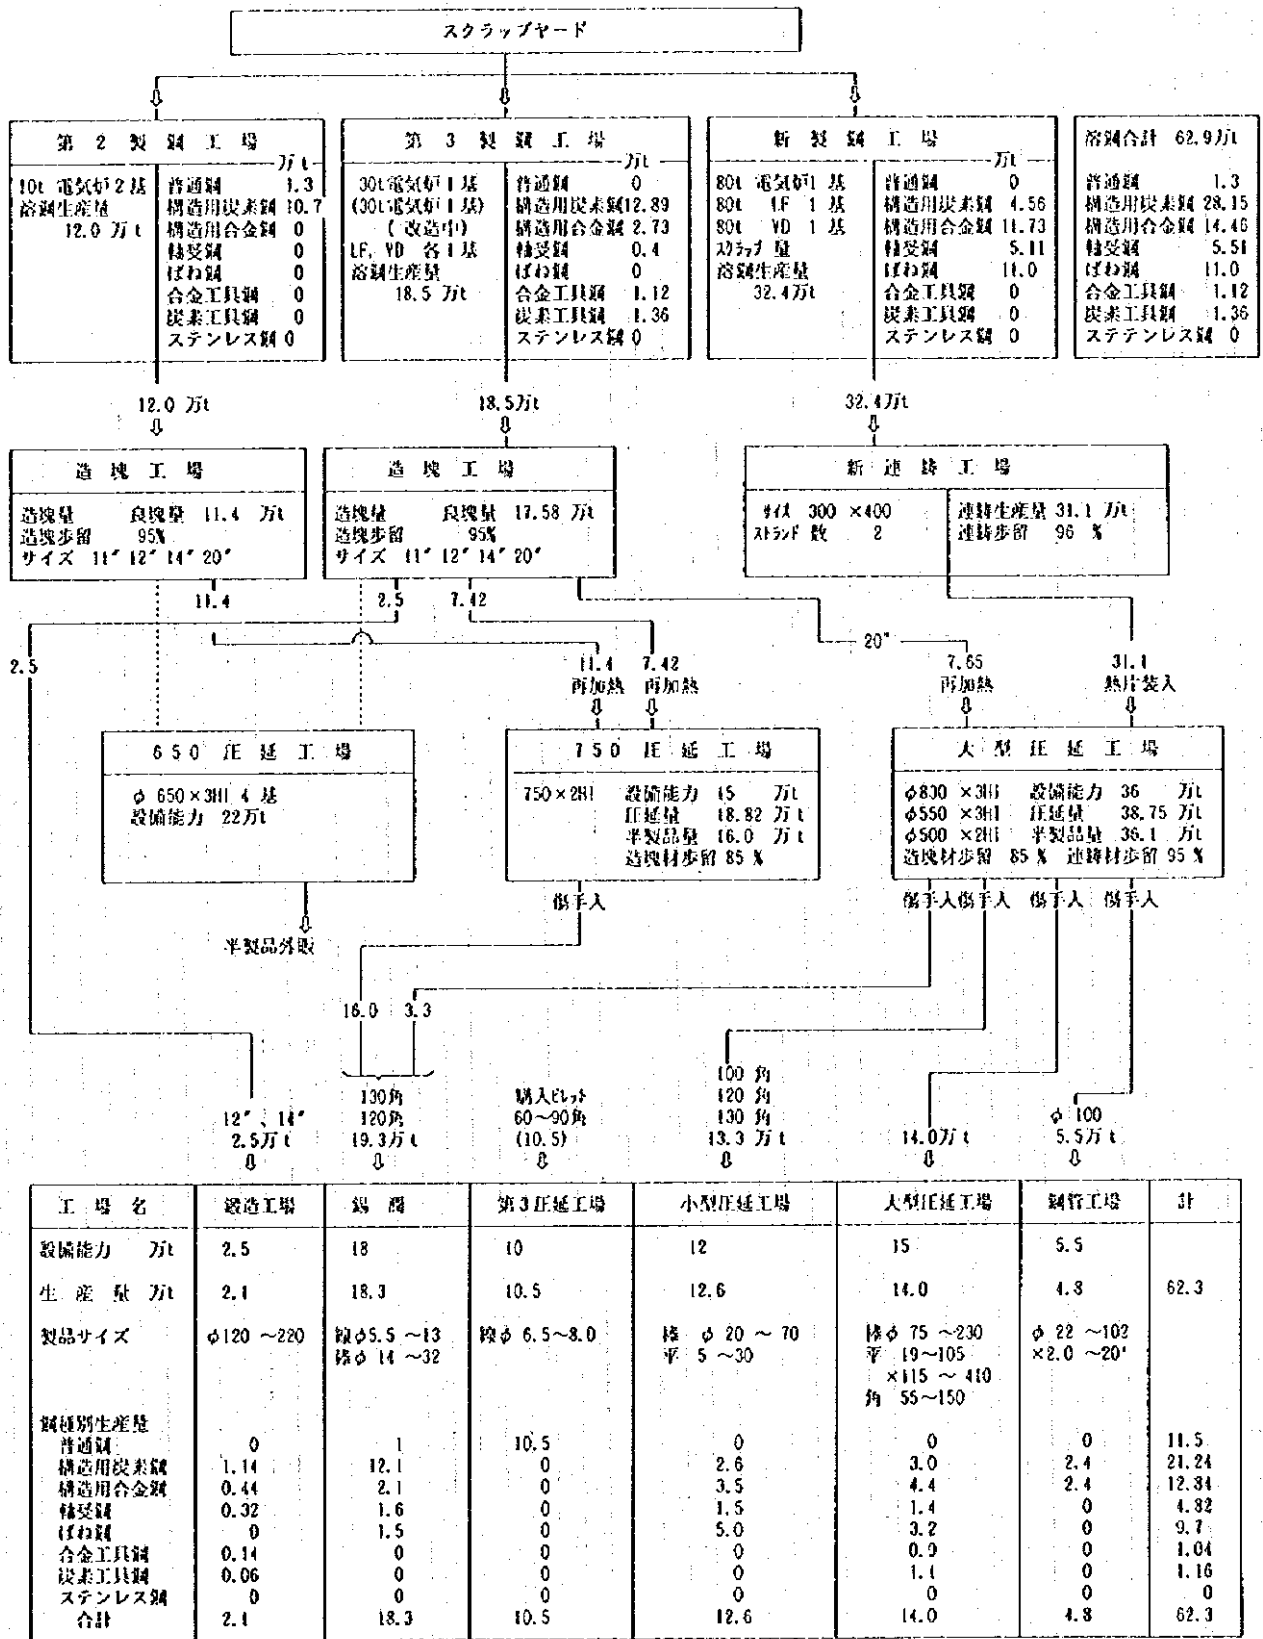 スクラップヤード
第2製鋼工場
万t
10t 電気炉2基
溶鋼生産量
12.0 万t
普通鋼 1.3
構造用炭素鋼 10.7
構造用合金鋼 0
軸受鋼 0
ばね鋼 0
合金工具鋼 0
炭素工具鋼 0
ステンレス鋼 0
第3製鋼工場
万t
30t電気炉1基
(30t電気炉1基)
(改造中)
LF, VD 各1基
溶鋼生産量
18.5 万t
普通鋼 0
構造用炭素鋼12.89
構造用合金鋼 2.73
軸受鋼 0.4
ばね鋼 0
合金工具鋼 1.12
炭素工具鋼 1.36
ステンレス鋼 0
新製鋼工場
万t
80t 電気炉1基
80t LF 1基
80t VD 1基
スクラップ量
溶鋼生産量
32.4万t
普通鋼 0
構造用炭素鋼 4.56
構造用合金鋼 11.73
軸受鋼 5.11
ばね鋼 11.0
合金工具鋼 0
炭素工具鋼 0
ステンレス鋼 0
溶鋼合計 62.9万t
普通鋼 1.3
構造用炭素鋼 28.15
構造用合金鋼 14.46
軸受鋼 5.51
ばね鋼 11.0
合金工具鋼 1.12
炭素工具鋼 1.36
ステテンレス鋼 0
12.0 万t
18.5万t
32.4万t
造塊工場
造塊量 良塊量 11.4 万t
造塊歩留 95%
サイズ 11" 12" 14" 20"
造塊工場
造塊量 良塊量 17.58 万t
造塊歩留 95%
サイズ 11" 12" 14" 20"
新連鋳工場
サイズ 300×400
ストランド数 2
連鋳生産量 31.1 万t
連鋳歩留 96 %
11.4
2.5
7.42
2.5
11.4
再加熱
7.42
再加熱
20"
7.65
再加熱
31.1
熱片装入
650圧延工場
φ650×3HI 4基
設備能力 22万t
750圧延工場
750×2HI 設備能力 15 万t
圧延量 18.82 万t
半製品量 16.0 万t
造塊材歩留 85 %
大型圧延工場
φ800×3HI 設備能力 36 万t
φ550×3HI 圧延量 38.75 万t
φ500×2HI 半製品量 36.1 万t
造塊材歩留 85 % 連鋳材歩留 95 %
半製品外販
傷手入
傷手入 傷手入 傷手入 傷手入
16.0 3.3
12"、14"
2.5万t
130角
120角
19.3万t
購入ビレット
60~90角
(10.5)
100角
120角
130角
13.3万t
14.0万t
φ100
5.5万t
工場名 鍛造工場 線 第3圧延工場 小型圧延工場 大型圧延工場 鋼管工場 計
設備能力 万t 2.5 18 10 12 15 5.5
生産量 万t 2.1 18.3 10.5 12.6 14.0 4.8 62.3
製品サイズ φ120~220 線φ5.5~13 線φ6.5~8.0 棒 φ20~70 棒φ75~230 φ22~102
棒φ14~32 平 5~30 平 19~105 ×2.0~20t
×115~410
角 55~150
鋼種別生産量
普通鋼 0 1 10.5 0 0 0 11.5
構造用炭素鋼 1.14 12.1 0 2.6 3.0 2.4 21.24
構造用合金鋼 0.44 2.1 0 3.5 4.4 2.4 12.84
軸受鋼 0.32 1.6 0 1.5 1.4 0 4.82
ばね鋼 0 1.5 0 5.0 3.2 0 9.7
合金工具鋼 0.14 0 0 0 0.9 0 1.04
炭素工具鋼 0.06 0 0 0 1.1 0 1.16
ステンレス鋼 0 0 0 0 0 0 0
合計 2.1 18.3 10.5 12.6 14.0 4.8 62.3